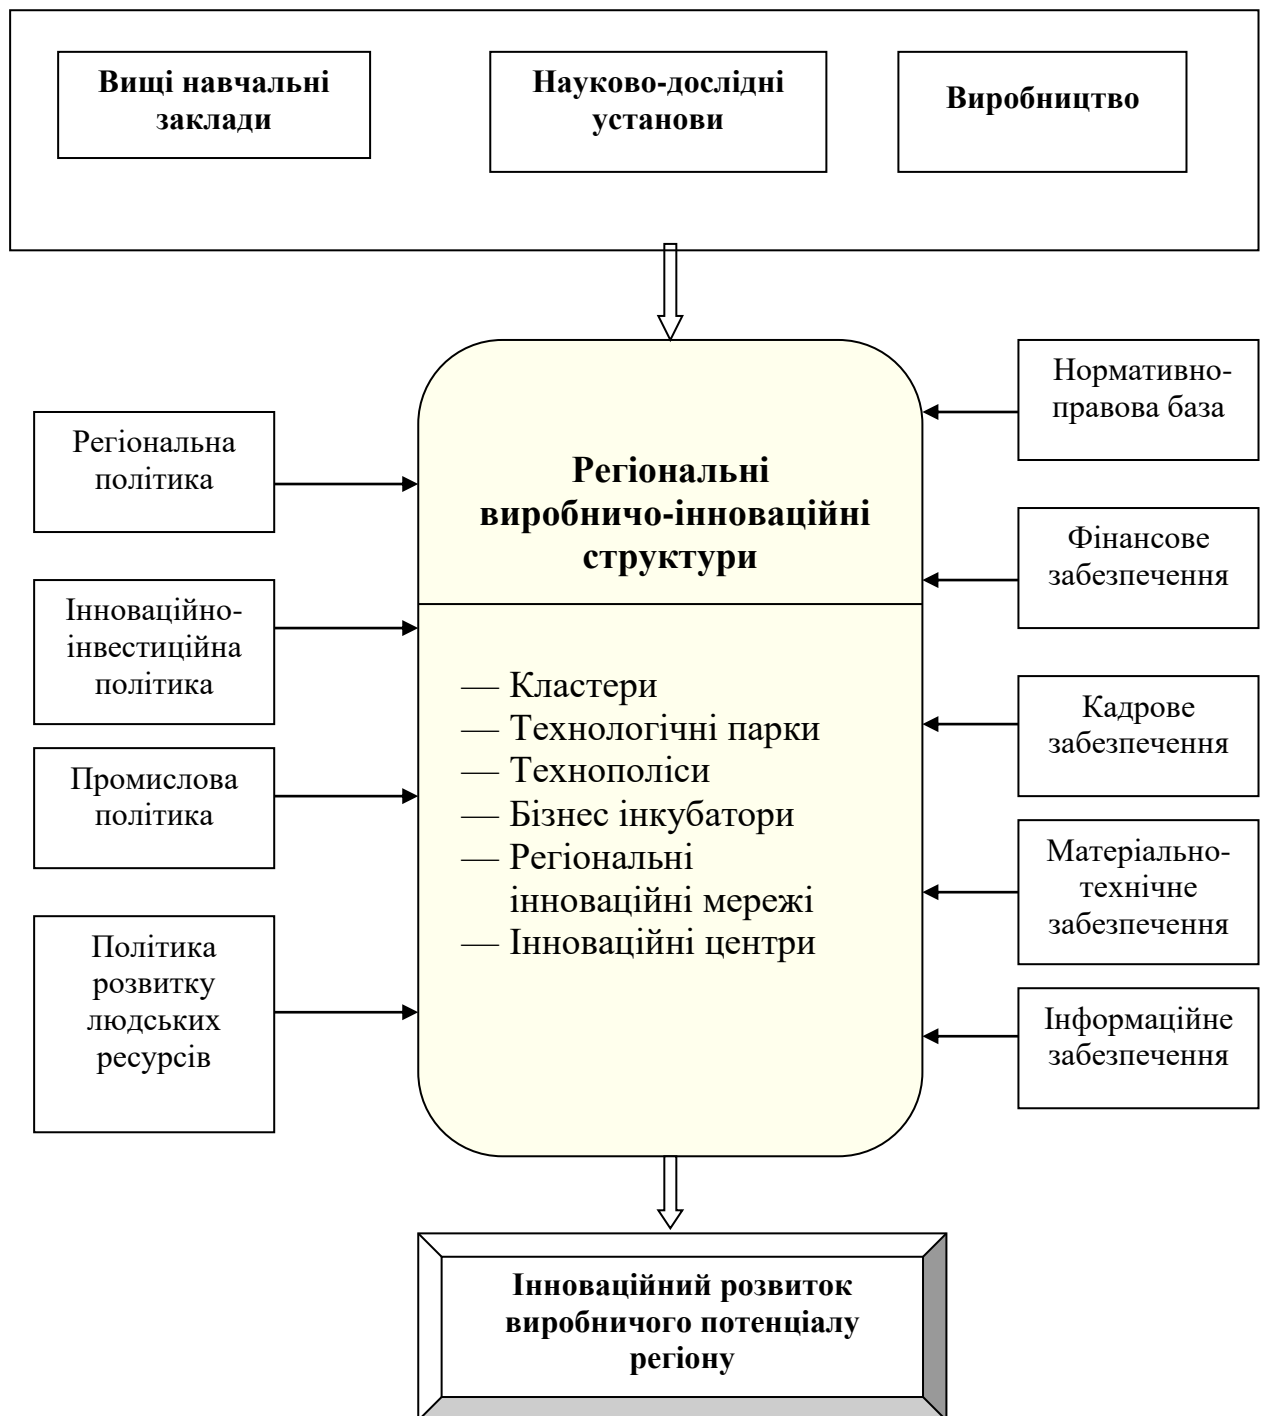 Вищі навчальні
заклади
Науково-дослідні
установи
Виробництво
Регіональна
політика
Інноваційно-
інвестиційна
політика
Промислова
політика
Політика
розвитку
людських
ресурсів
Регіональні
виробничо-інноваційні
структури
— Кластери
— Технологічні парки
— Технополіси
— Бізнес інкубатори
— Регіональні
інноваційні мережі
— Інноваційні центри
Нормативно-
правова база
Фінансове
забезпечення
Кадрове
забезпечення
Матеріально-
технічне
забезпечення
Інформаційне
забезпечення
Інноваційний розвиток
виробничого потенціалу
регіону